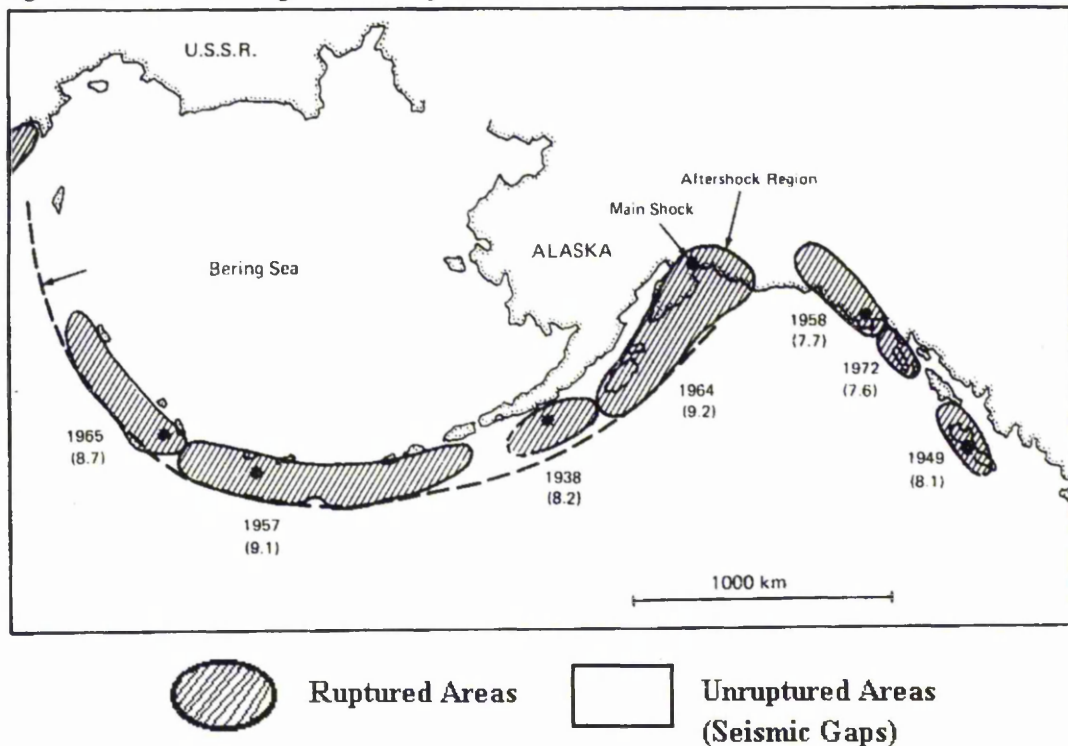 U.S.S.R.
Aftershock Region
Main Shock
ALASKA
Bering Sea
1958
(7.7)
1972
(7.6)
1964
(9.2)
1965
(8.7)
1938
(8.2)
1949
(8.1)
1957
(9.1)
1000 km
Ruptured Areas
Unruptured Areas
(Seismic Gaps)